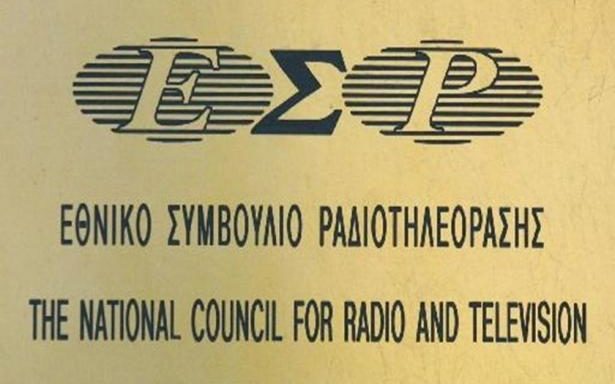 ΕΣΡ
ΕΘΝΙΚΟ ΣΥΜΒΟΥΛΙΟ ΡΑΔΙΟΤΗΛΕΟΡΑΣΗΣ
THE NATIONAL COUNCIL FOR RADIO AND TELEVISION